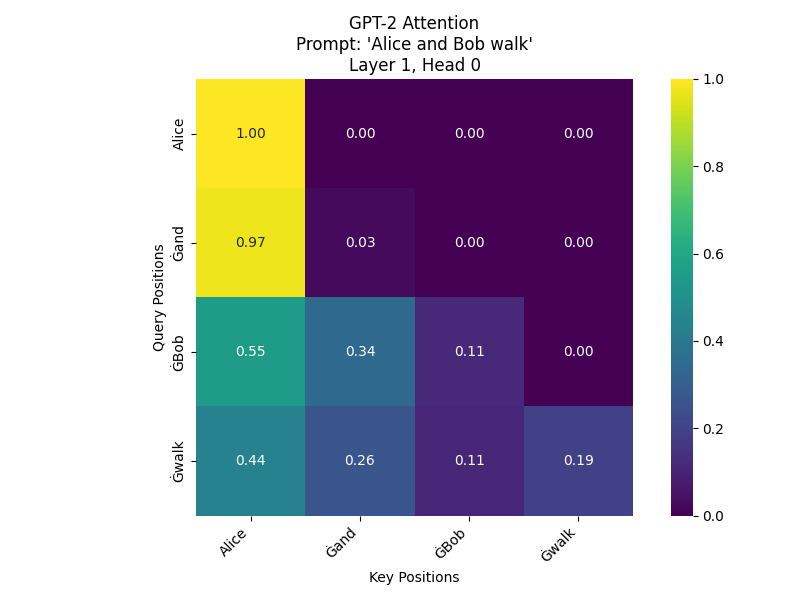 GPT-2 Attention
Prompt: 'Alice and Bob walk'
Layer 1, Head 0
Query Positions
Alice
1.00 0.00 0.00 0.00
Ġand
0.97 0.03 0.00 0.00
ĠBob
0.55 0.34 0.11 0.00
Ġwalk
0.44 0.26 0.11 0.19
Alice Ġand ĠBob Ġwalk
Key Positions
1.0
0.8
0.6
0.4
0.2
0.0